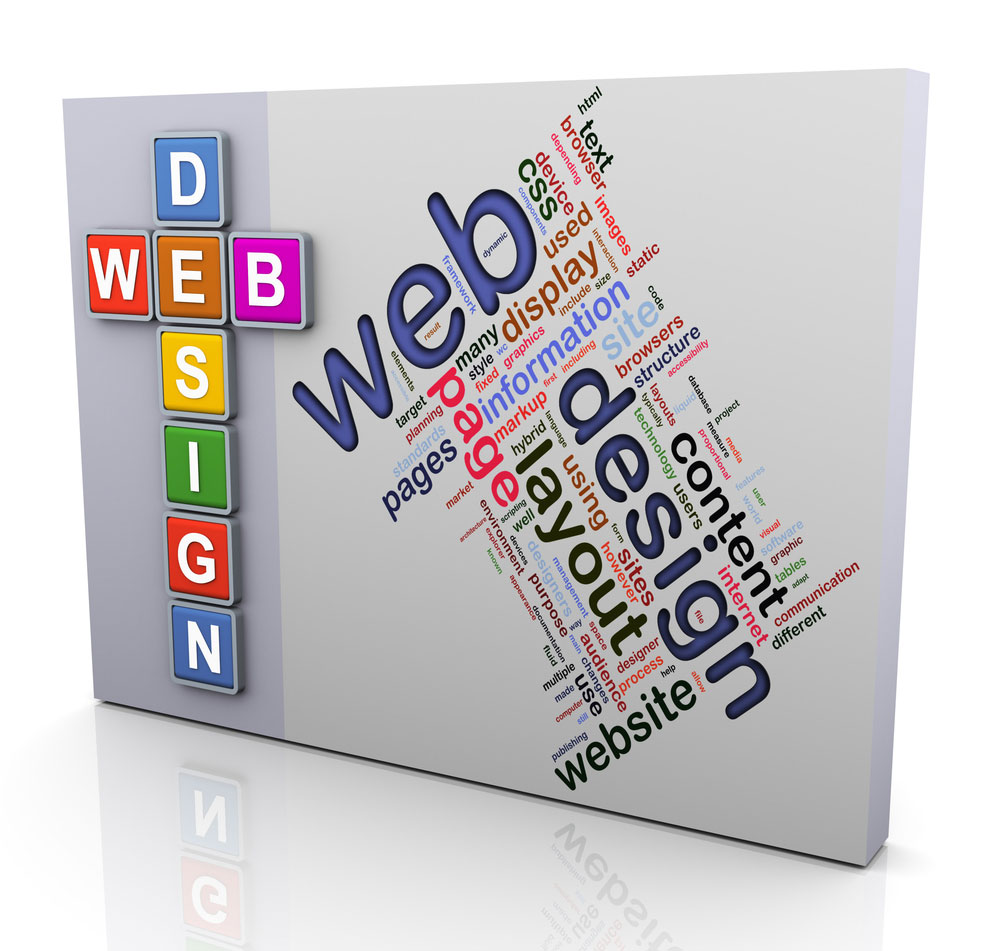 D
WEB
S
I
G
N
web
design
html
text
browser
depending
images
device
css
components
used
interaction
static
dynamic
display
size
include
code
framework
many
information
site
result
style
wc
graphics
fixed
browsers
structure
accessibility
elements
page
first
including
target
markup
planning
standards
pages
hybrid
language
layouts
typically
liquid
database
measure
project
technology
content
proportional
media
market
layout
using
users
features
user
world
visual
software
graphic
tables
adapt
architecture
environment
explorer
known
scripting
well
devices
appearance
designers
purpose
management
form
however
sites
internet
communication
different
documentation
fluid
way
main
space
audience
file
multiple
changes
designer
process
help
allow
made
use
computer
still
publishing
website